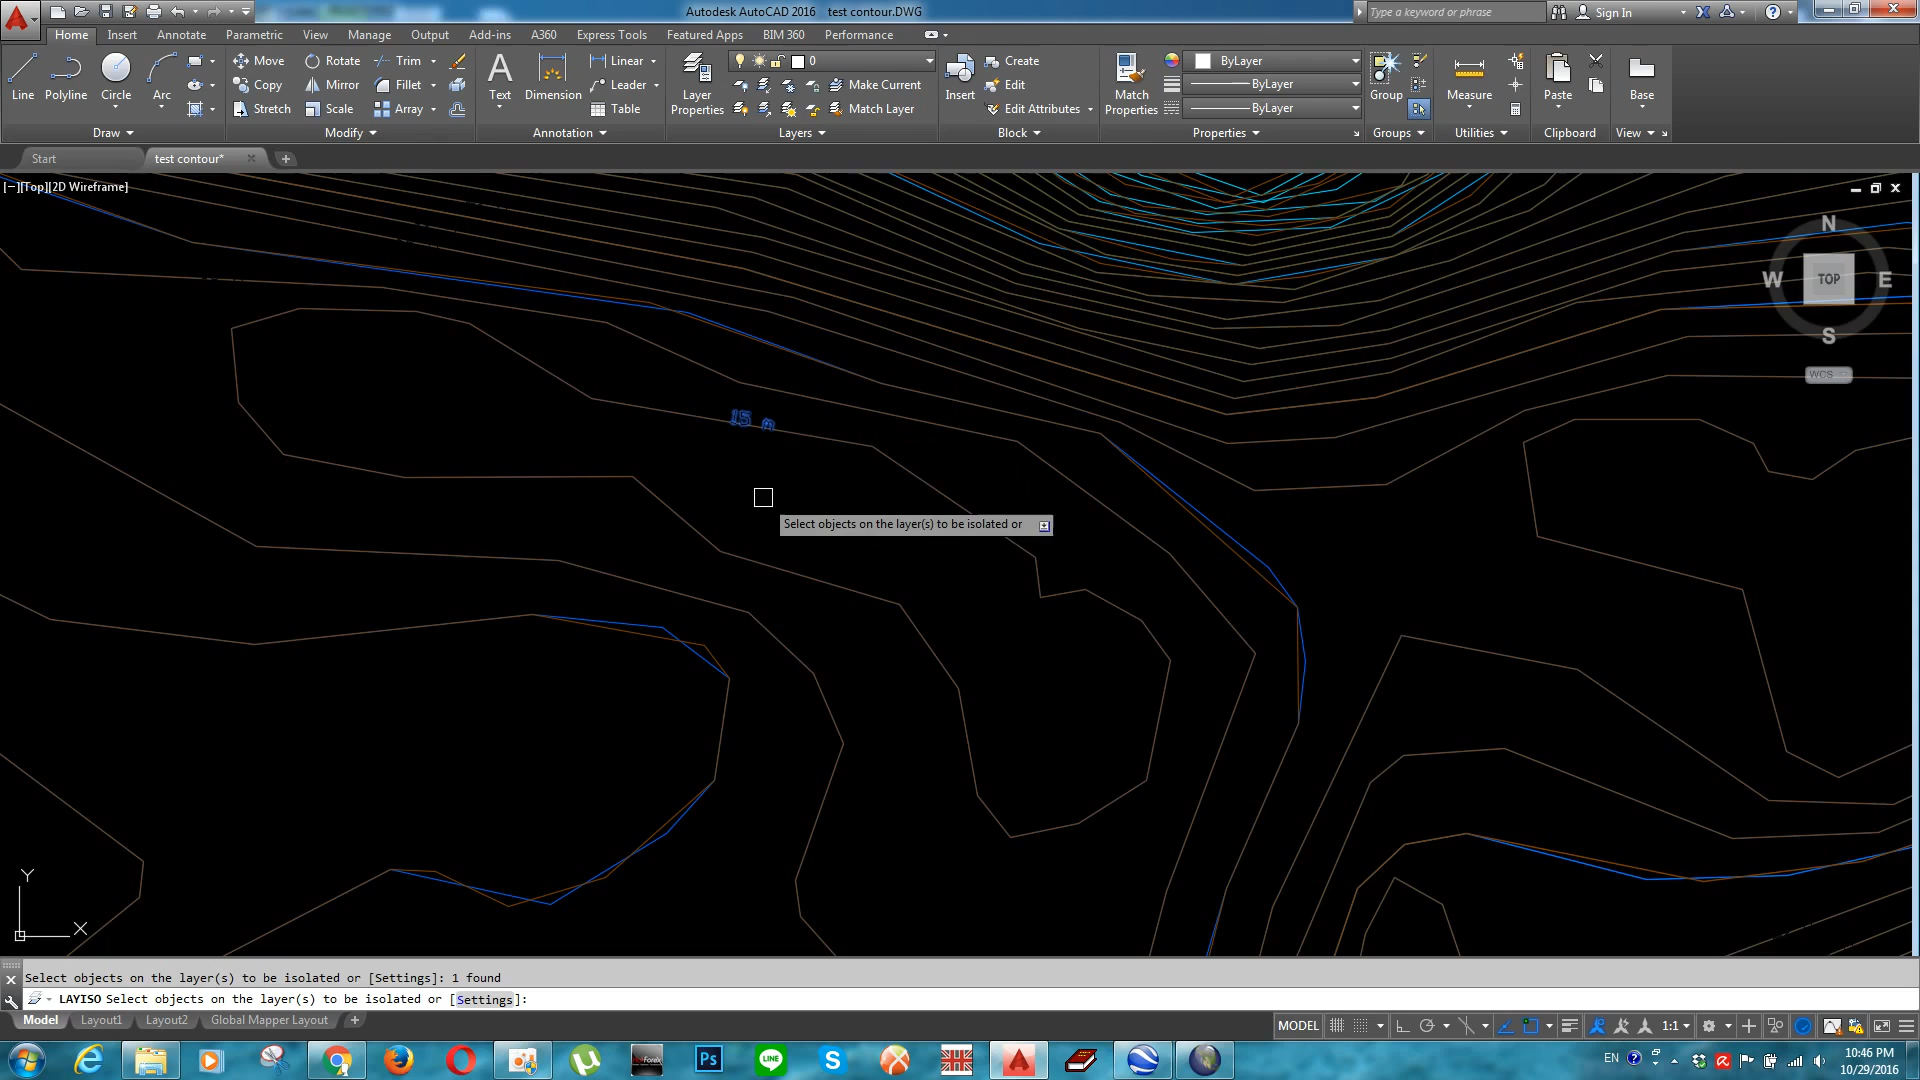 Autodesk AutoCAD 2016 test contour.DWG
Type a keyword or phrase
Sign In
Home Insert Annotate Parametric View Manage Output Add-ins A360 Express Tools Featured Apps BIM 360 Performance
Line Polyline Circle Arc
Move Rotate Trim
Copy Mirror Fillet
Stretch Scale Array
Text Dimension
Linear
Leader
Table
Layer Properties
0
Make Current
Match Layer
Insert
Create
Edit
Edit Attributes
Match Properties
ByLayer
ByLayer
ByLayer
Group
Measure
Paste
Base
Draw Modify Annotation Layers Block Properties Groups Utilities Clipboard View
Start test contour*
[−][Top][2D Wireframe]
N
W TOP E
S
WCS
15 m
Select objects on the layer(s) to be isolated or
Y
X
Select objects on the layer(s) to be isolated or [Settings]: 1 found
LAYISO Select objects on the layer(s) to be isolated or [Settings]:
Model Layout1 Layout2 Global Mapper Layout
MODEL 1:1
Ps
LINE
EN
10:46 PM
10/29/2016